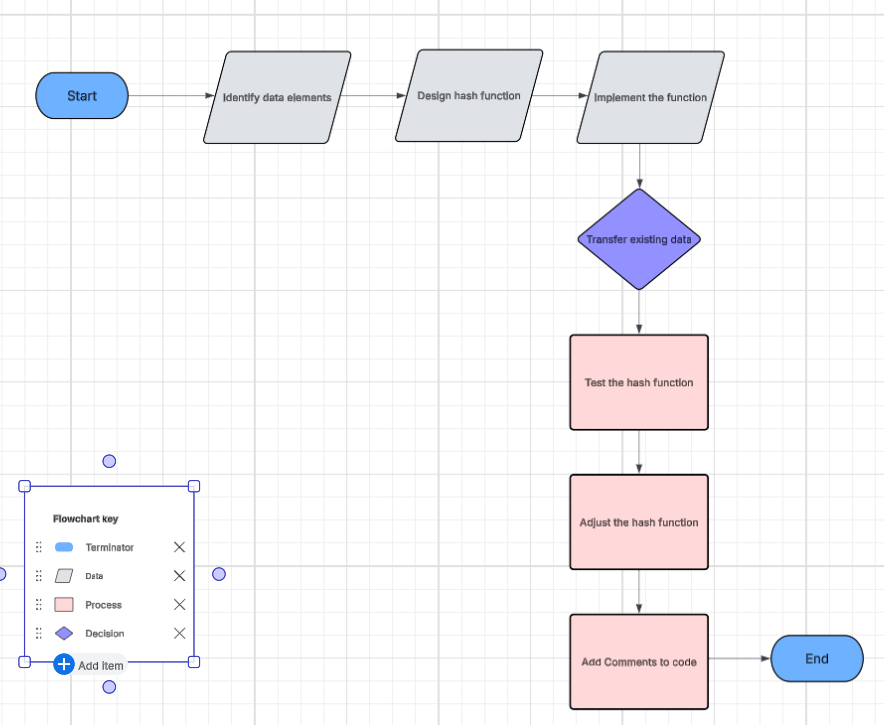 Start
Identify data elements
Design hash function
Implement the function
Transfer existing data
Test the hash function
Adjust the hash function
Add Comments to code
End
Flowchart key
Terminator
Data
Process
Decision
Add Item